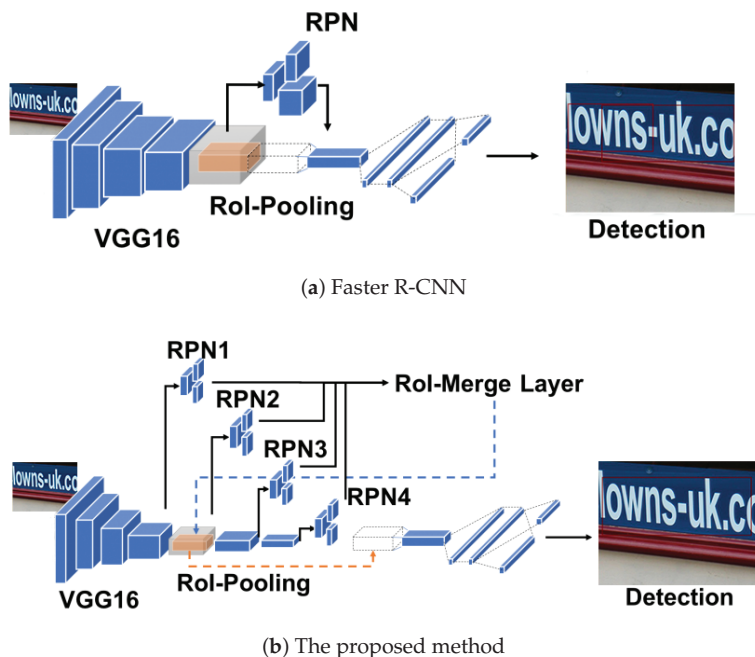 RPN
lowns-uk.co
lowns-uk.co
RoI-Pooling
VGG16
Detection
(a) Faster R-CNN
RPN1
RoI-Merge Layer
RPN2
RPN3
RPN4
lowns-uk.co
lowns-uk.co
RoI-Pooling
VGG16
Detection
(b) The proposed method